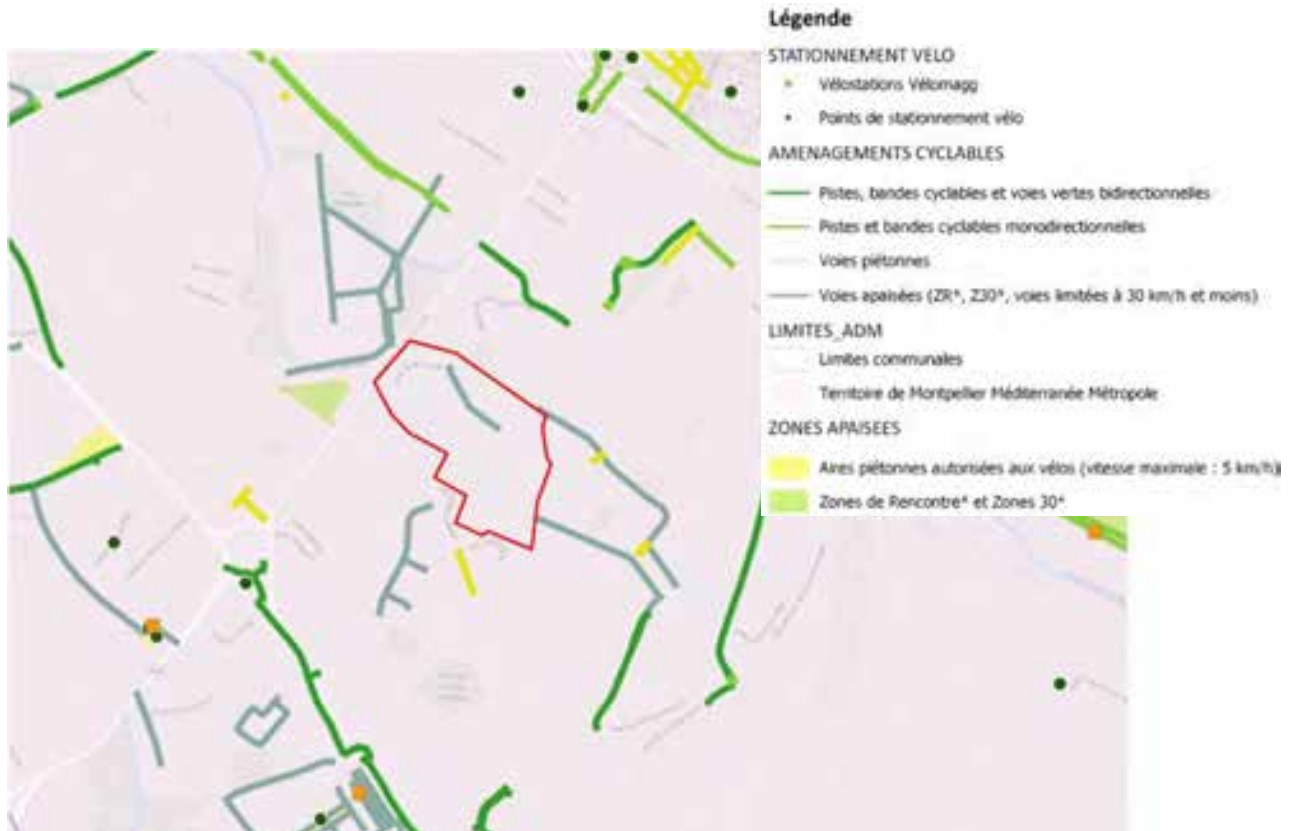 Légende
STATIONNEMENT VELO
Vélostations Vélomagg
Points de stationnement vélo
AMENAGEMENTS CYCLABLES
Pistes, bandes cyclables et voies vertes bidirectionnelles
Pistes et bandes cyclables monodirectionnelles
Voies piétonnes
Voies apaisées (ZR*, Z30*, voies limitées à 30 km/h et moins)
LIMITES_ADM
Limites communales
Territoire de Montpellier Méditerranée Métropole
ZONES APAISEES
Aires piétonnes autorisées aux vélos (vitesse maximale : 5 km/h)
Zones de Rencontre* et Zones 30*